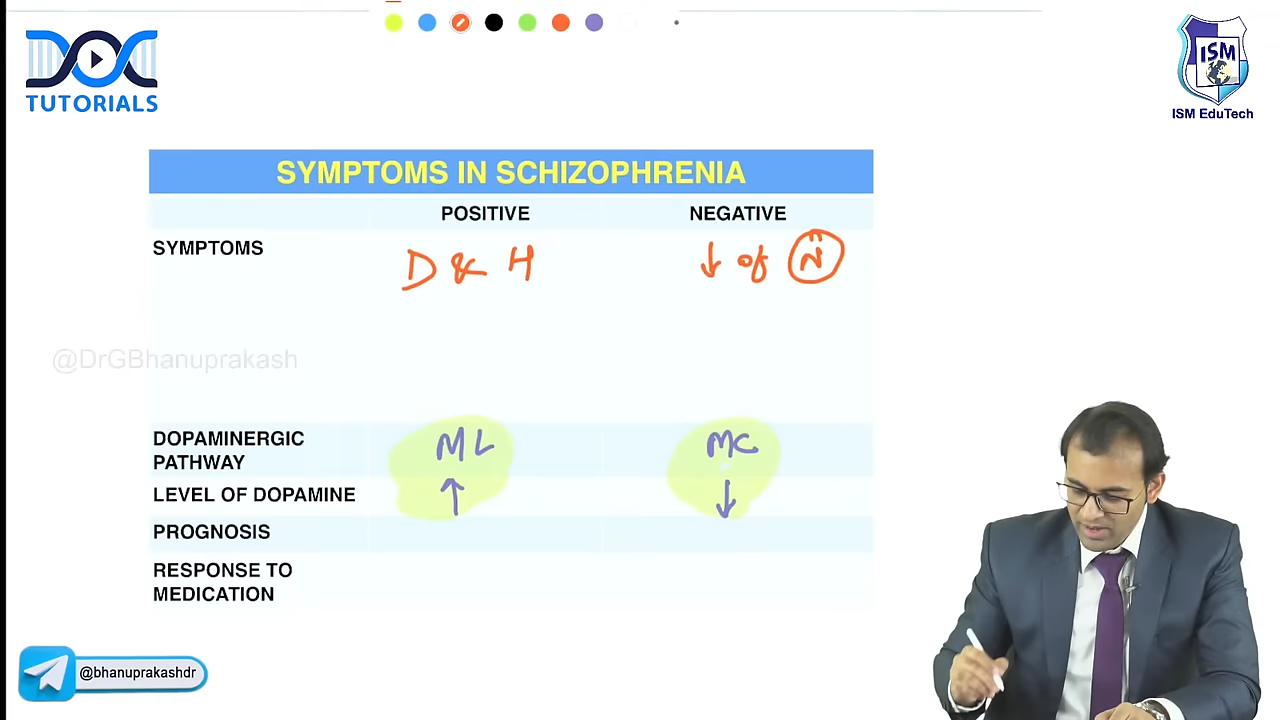 DOC
TUTORIALS
ISM
ISM EduTech
SYMPTOMS IN SCHIZOPHRENIA
POSITIVE NEGATIVE
SYMPTOMS D & H ↓ of N̈
@DrGBhanuprakash
DOPAMINERGIC
PATHWAY ML MC
LEVEL OF DOPAMINE ↑ ↓
PROGNOSIS
RESPONSE TO
MEDICATION
@bhanuprakashdr